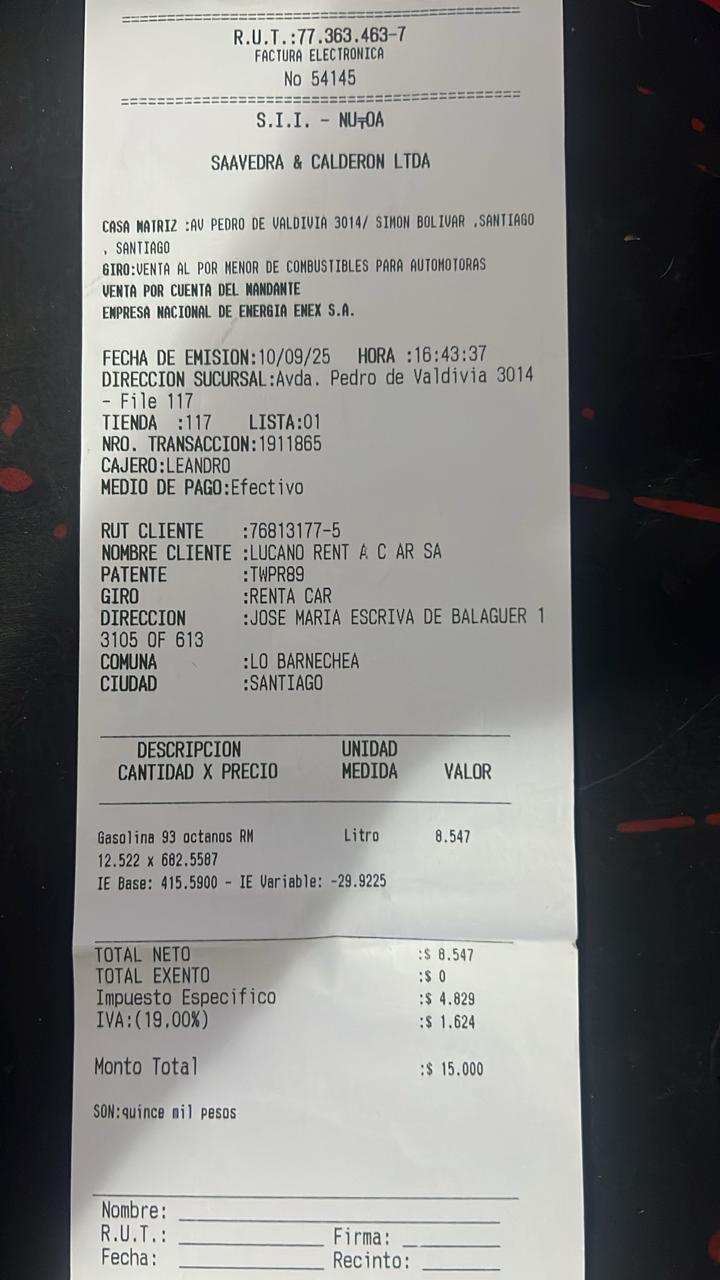 R.U.T.:77.363.463-7
FACTURA ELECTRONICA
No 54145
S.I.I. - ÑUÑOA
SAAVEDRA & CALDERON LTDA
CASA MATRIZ :AV PEDRO DE VALDIVIA 3014/ SIMON BOLIVAR ,SANTIAGO
, SANTIAGO
GIRO:VENTA AL POR MENOR DE COMBUSTIBLES PARA AUTOMOTORAS
VENTA POR CUENTA DEL MANDANTE
EMPRESA NACIONAL DE ENERGIA ENEX S.A.
FECHA DE EMISION:10/09/25 HORA :16:43:37
DIRECCION SUCURSAL:Avda. Pedro de Valdivia 3014
- File 117
TIENDA :117 LISTA:01
NRO. TRANSACCION:1911865
CAJERO:LEANDRO
MEDIO DE PAGO:Efectivo
RUT CLIENTE :76813177-5
NOMBRE CLIENTE :LUCANO RENT A C AR SA
PATENTE :TWPR89
GIRO :RENTA CAR
DIRECCION :JOSE MARIA ESCRIVA DE BALAGUER 1
3105 OF 613
COMUNA :LO BARNECHEA
CIUDAD :SANTIAGO
DESCRIPCION UNIDAD
CANTIDAD X PRECIO MEDIDA VALOR
Gasolina 93 octanos RM Litro 8.547
12.522 x 682.5587
IE Base: 415.5900 - IE Variable: -29.9225
TOTAL NETO :$ 8.547
TOTAL EXENTO :$ 0
Impuesto Especifico :$ 4.829
IVA:(19,00%) :$ 1.624
Monto Total :$ 15.000
SON:quince mil pesos
Nombre:
R.U.T.: Firma:
Fecha: Recinto: